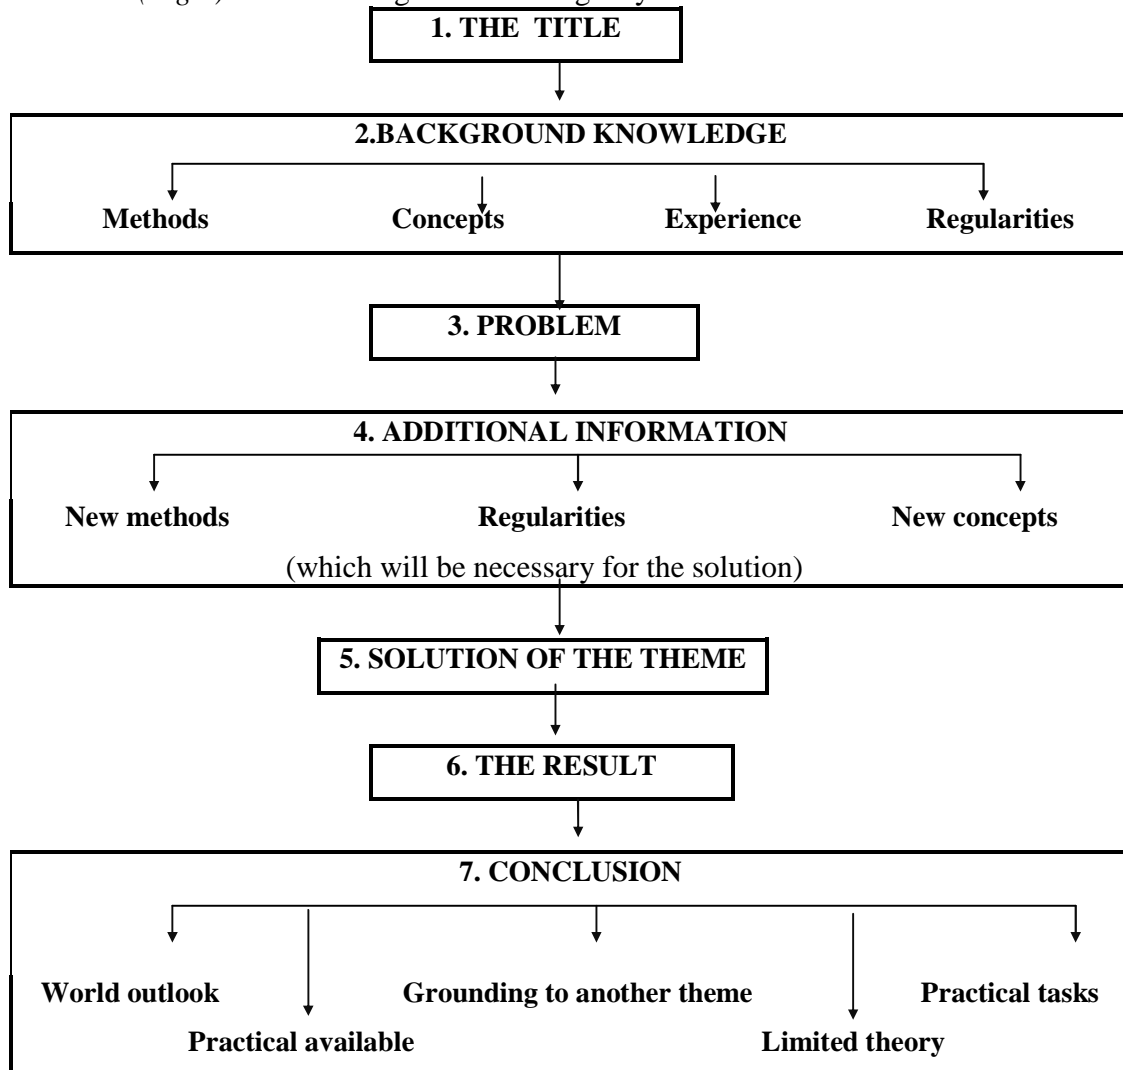 1. THE TITLE
2.BACKGROUND KNOWLEDGE
Methods Concepts Experience Regularities
3. PROBLEM
4. ADDITIONAL INFORMATION
New methods Regularities New concepts
(which will be necessary for the solution)
5. SOLUTION OF THE THEME
6. THE RESULT
7. CONCLUSION
World outlook Grounding to another theme Practical tasks
Practical available Limited theory